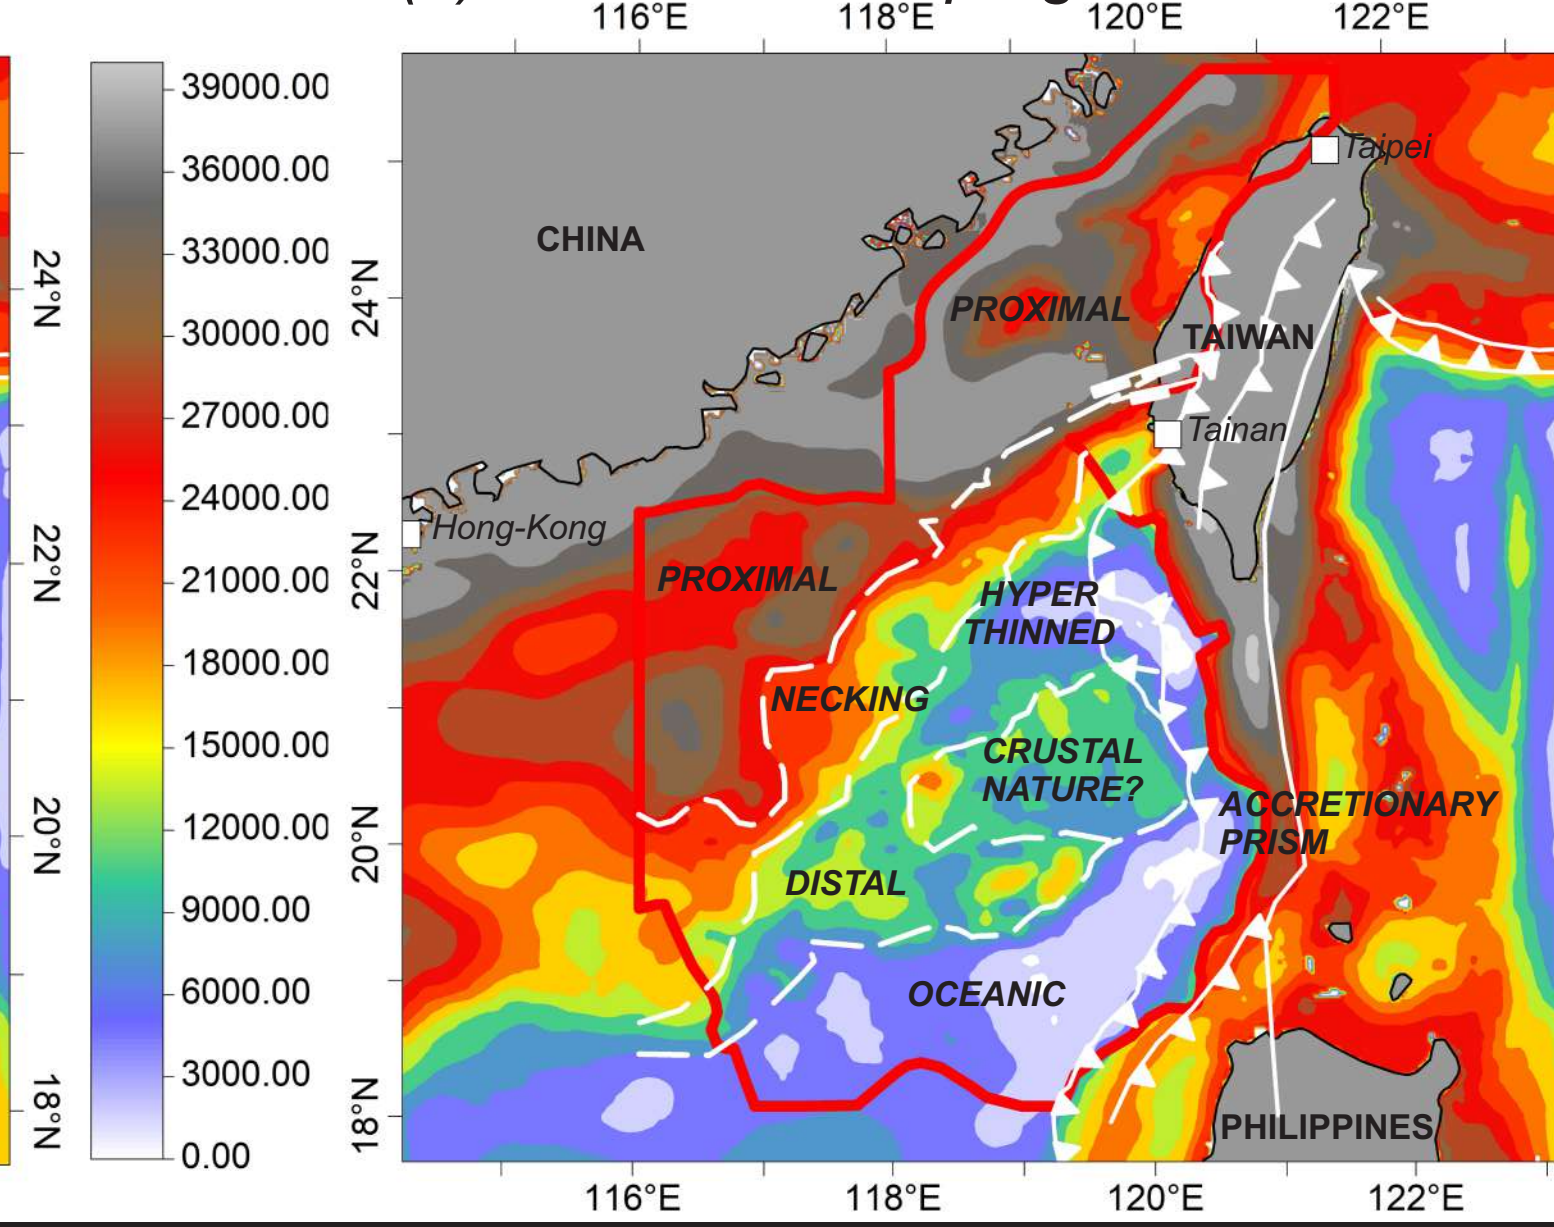 116°E 118°E 120°E 122°E
39000.00
36000.00
33000.00
30000.00
27000.00
24000.00
21000.00
18000.00
15000.00
12000.00
9000.00
6000.00
3000.00
0.00
24°N
22°N
20°N
18°N
24°N
22°N
20°N
18°N
Taipei
CHINA
PROXIMAL
TAIWAN
Tainan
Hong-Kong
PROXIMAL
HYPER
THINNED
NECKING
CRUSTAL
NATURE?
ACCRETIONARY
PRISM
DISTAL
OCEANIC
PHILIPPINES
116°E 118°E 120°E 122°E